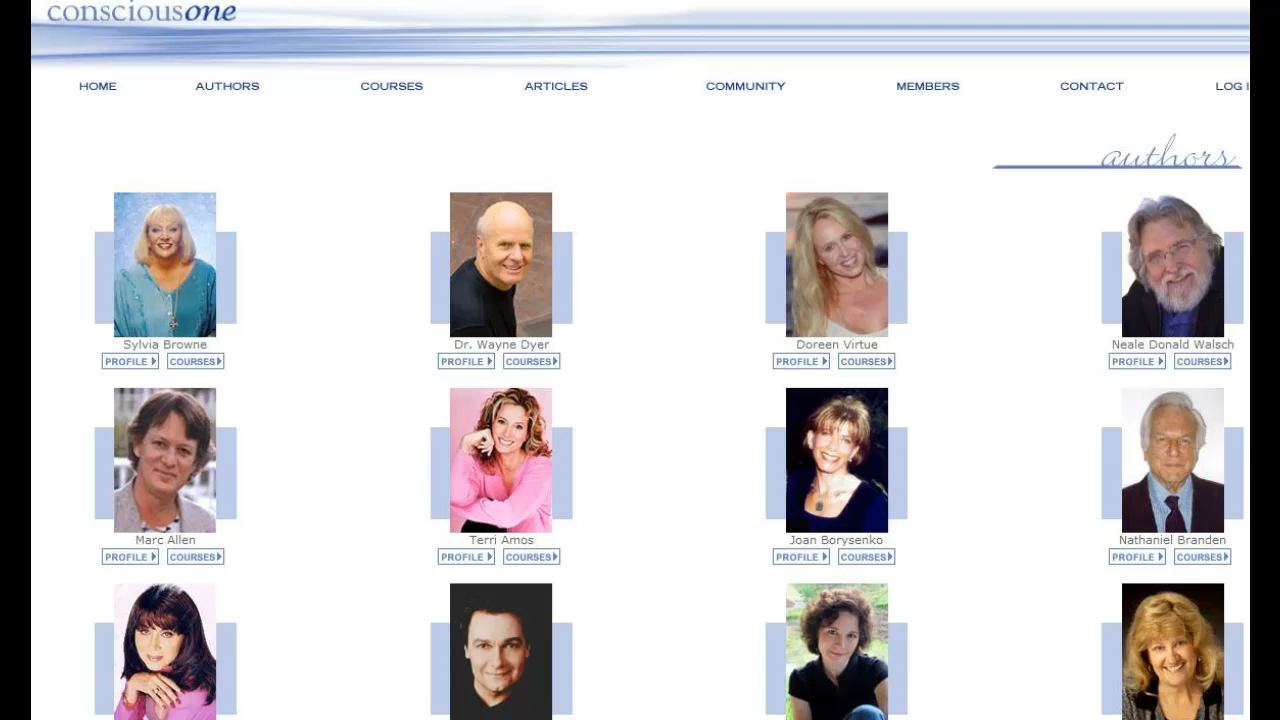 consciousone
HOME AUTHORS COURSES ARTICLES COMMUNITY MEMBERS CONTACT LOG I
authors
Sylvia Browne Dr. Wayne Dyer Doreen Virtue Neale Donald Walsch
PROFILE COURSES PROFILE COURSES PROFILE COURSES PROFILE COURSES
Marc Allen Terri Amos Joan Borysenko Nathaniel Branden
PROFILE COURSES PROFILE COURSES PROFILE COURSES PROFILE COURSES